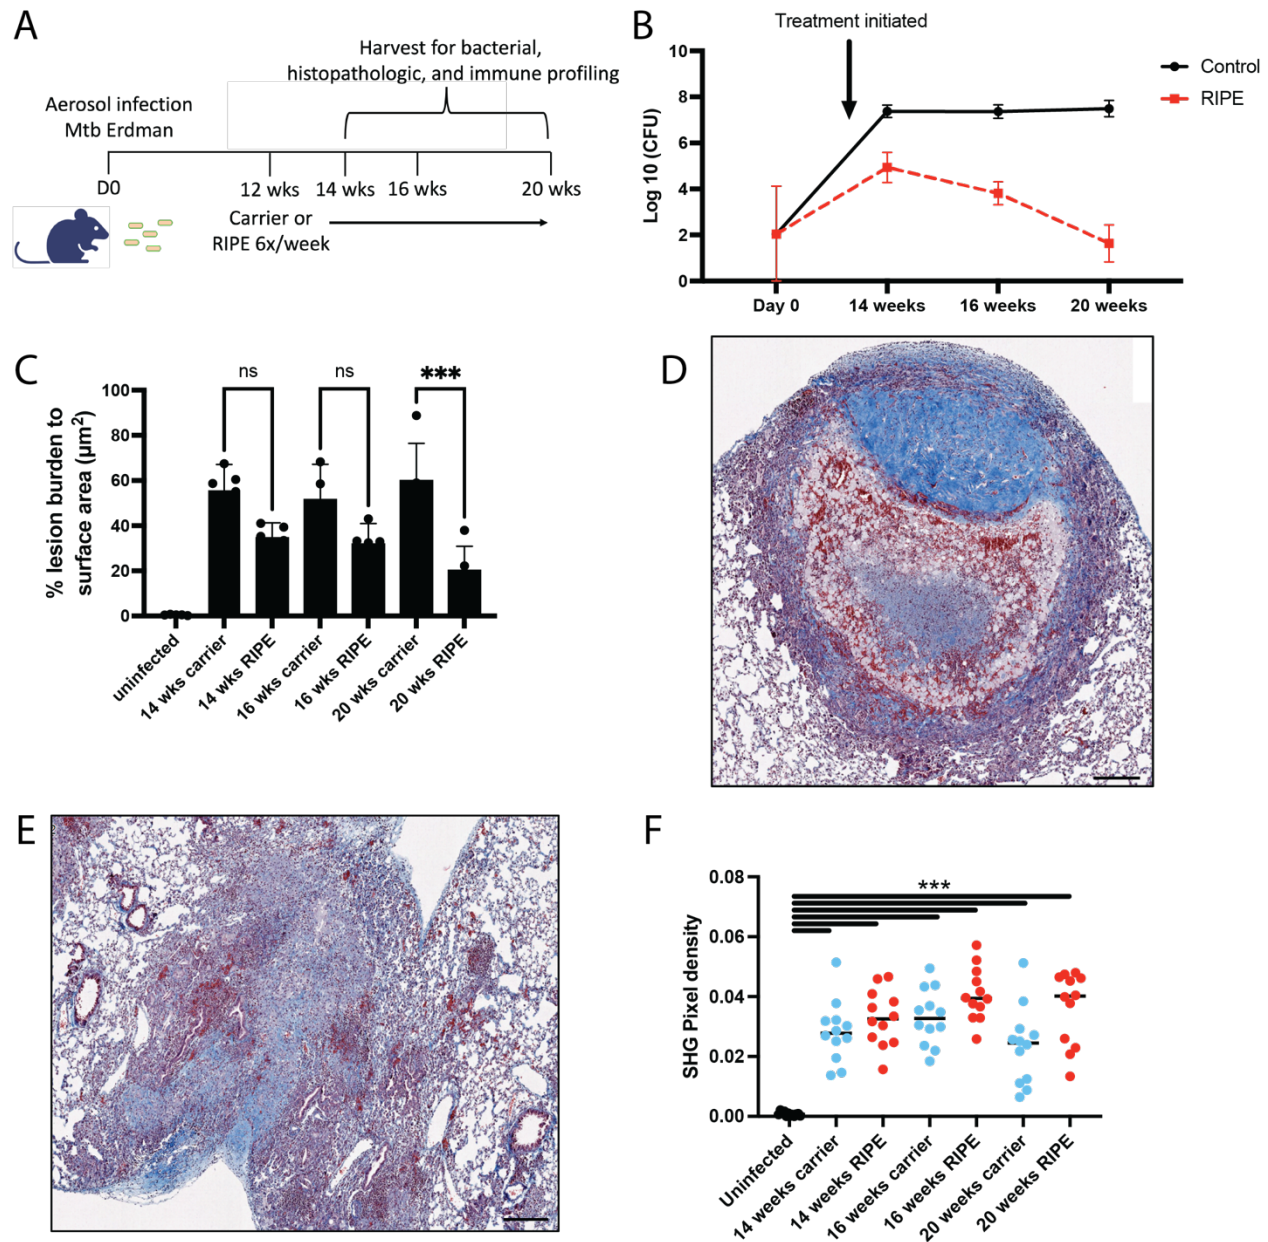 A
Harvest for bacterial,
histopathologic, and immune profiling
Aerosol infection
Mtb Erdman
D0
12 wks
14 wks
16 wks
20 wks
Carrier or
RIPE 6x/week
B
Treatment initiated
Log 10 (CFU)
10
8
6
4
2
0
Day 0
14 weeks
16 weeks
20 weeks
Control
RIPE
C
% lesion burden to
surface area (µm²)
100
80
60
40
20
0
ns
ns
***
uninfected
14 wks carrier
14 wks RIPE
16 wks carrier
16 wks RIPE
20 wks carrier
20 wks RIPE
D
E
F
SHG Pixel density
0.08
0.06
0.04
0.02
0.00
***
Uninfected
14 weeks carrier
14 weeks RIPE
16 weeks carrier
16 weeks RIPE
20 weeks carrier
20 weeks RIPE